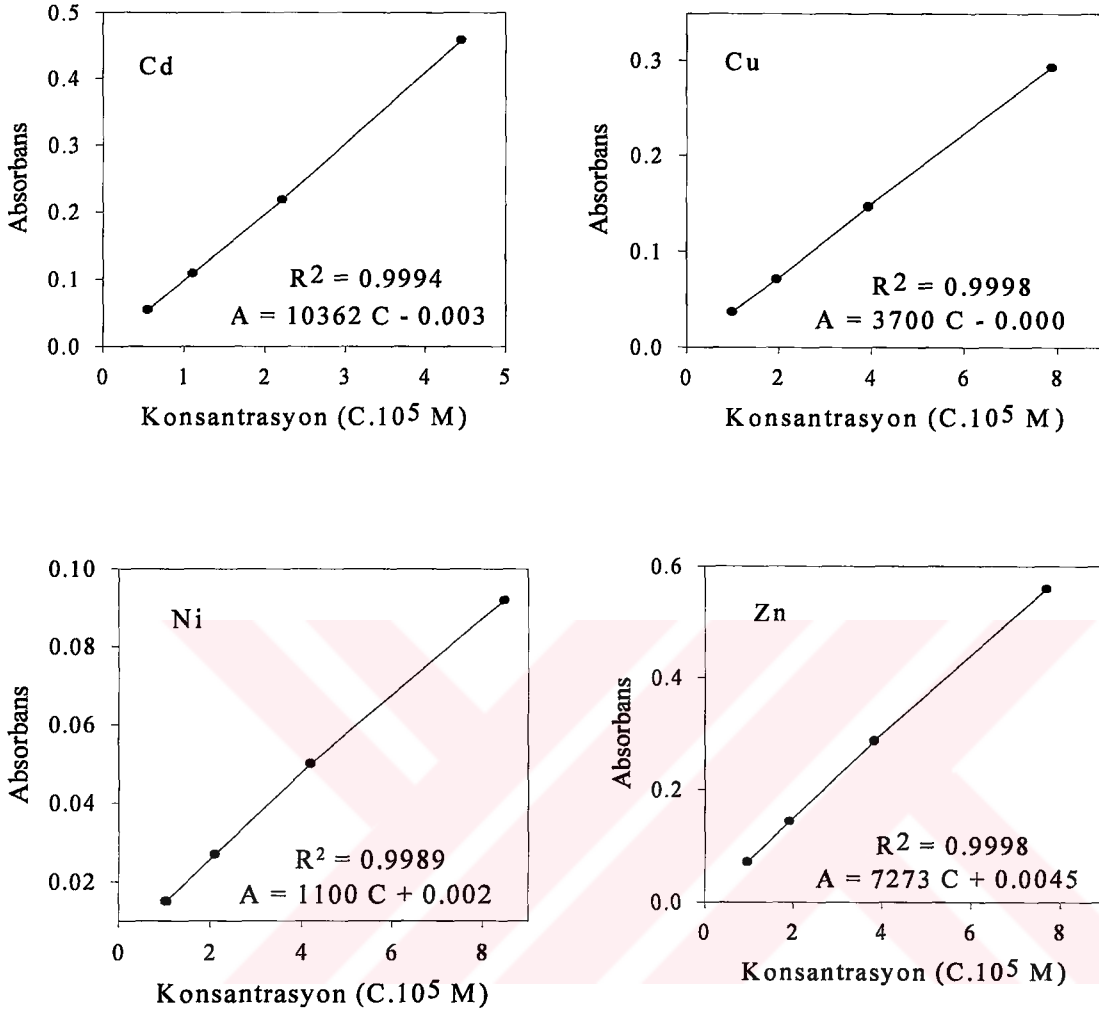 Cd
Absorbans
0.5
0.4
0.3
0.2
0.1
0.0
R² = 0.9994
A = 10362 C - 0.003
0 1 2 3 4 5
Konsantrasyon (C.10⁵ M)
Cu
Absorbans
0.3
0.2
0.1
0.0
R² = 0.9998
A = 3700 C - 0.000
0 2 4 6 8
Konsantrasyon (C.10⁵ M)
Ni
Absorbans
0.10
0.08
0.06
0.04
0.02
R² = 0.9989
A = 1100 C + 0.002
0 2 4 6 8
Konsantrasyon (C.10⁵ M)
Zn
Absorbans
0.6
0.4
0.2
0.0
R² = 0.9998
A = 7273 C + 0.0045
0 2 4 6 8
Konsantrasyon (C.10⁵ M)